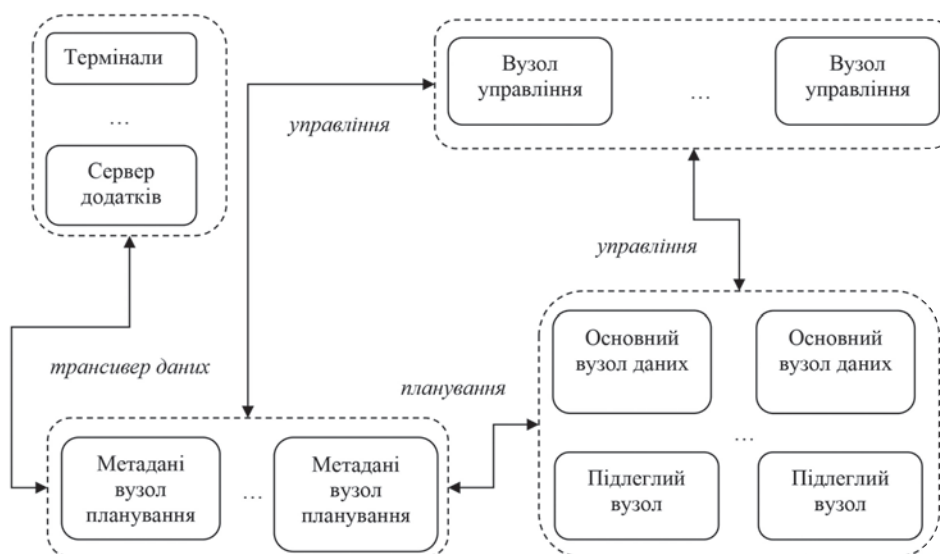 Термінали
...
Сервер
додатків
Вузол
управління
...
Вузол
управління
управління
управління
трансивер даних
планування
Основний
вузол даних
Основний
вузол даних
...
Підлеглий
вузол
Підлеглий
вузол
Метадані
вузол
планування
...
Метадані
вузол
планування